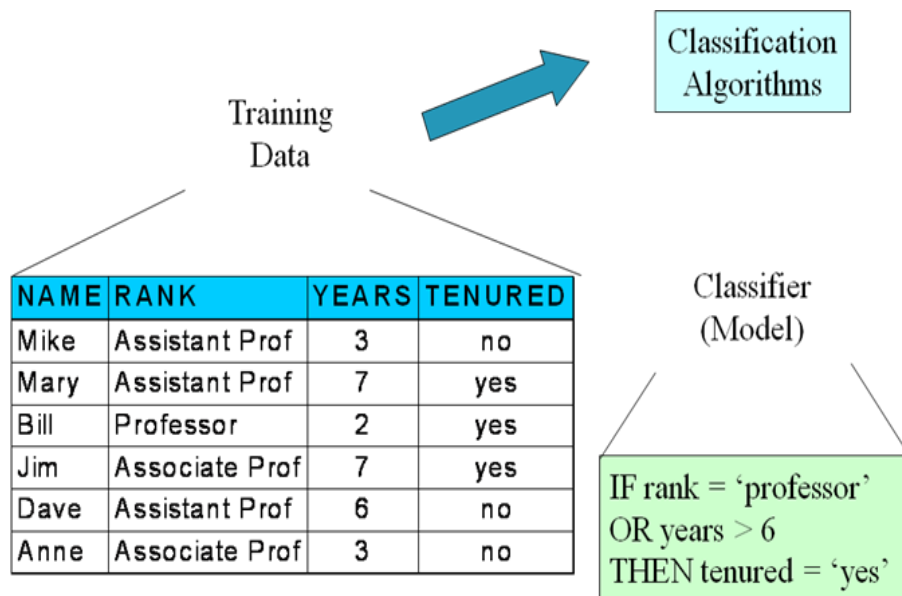 Classification
Algorithms
Training
Data
NAME RANK YEARS TENURED
Mike Assistant Prof 3 no
Mary Assistant Prof 7 yes
Bill Professor 2 yes
Jim Associate Prof 7 yes
Dave Assistant Prof 6 no
Anne Associate Prof 3 no
Classifier
(Model)
IF rank = ‘professor’
OR years > 6
THEN tenured = ‘yes’